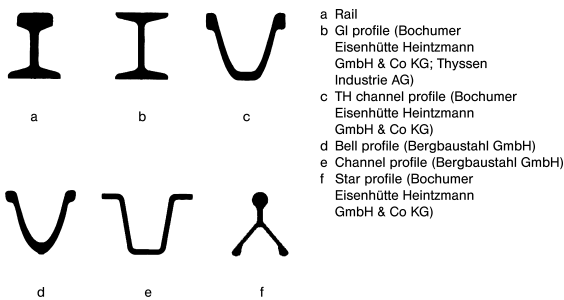 a Rail
b GI profile (Bochumer
Eisenhütte Heintzmann
GmbH & Co KG; Thyssen
Industrie AG)
c TH channel profile (Bochumer
Eisenhütte Heintzmann
GmbH & Co KG)
d Bell profile (Bergbaustahl GmbH)
e Channel profile (Bergbaustahl GmbH)
f Star profile (Bochumer
Eisenhütte Heintzmann
GmbH & Co KG)
a b c
d e f